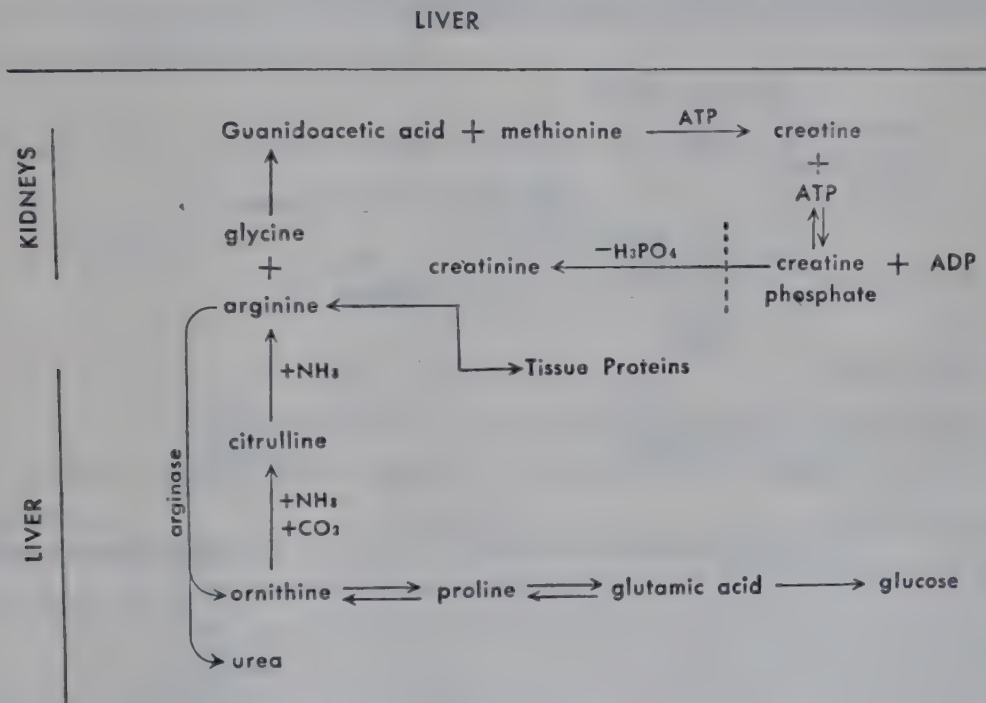 LIVER
KIDNEYS
Guanidoacetic acid + methionine ATP creatine
+
ATP
glycine
+
creatinine −H₃PO₄ creatine + ADP
phosphate
arginine
Tissue Proteins
+NH₃
citrulline
arginase
LIVER
+NH₃
+CO₂
ornithine proline glutamic acid glucose
urea